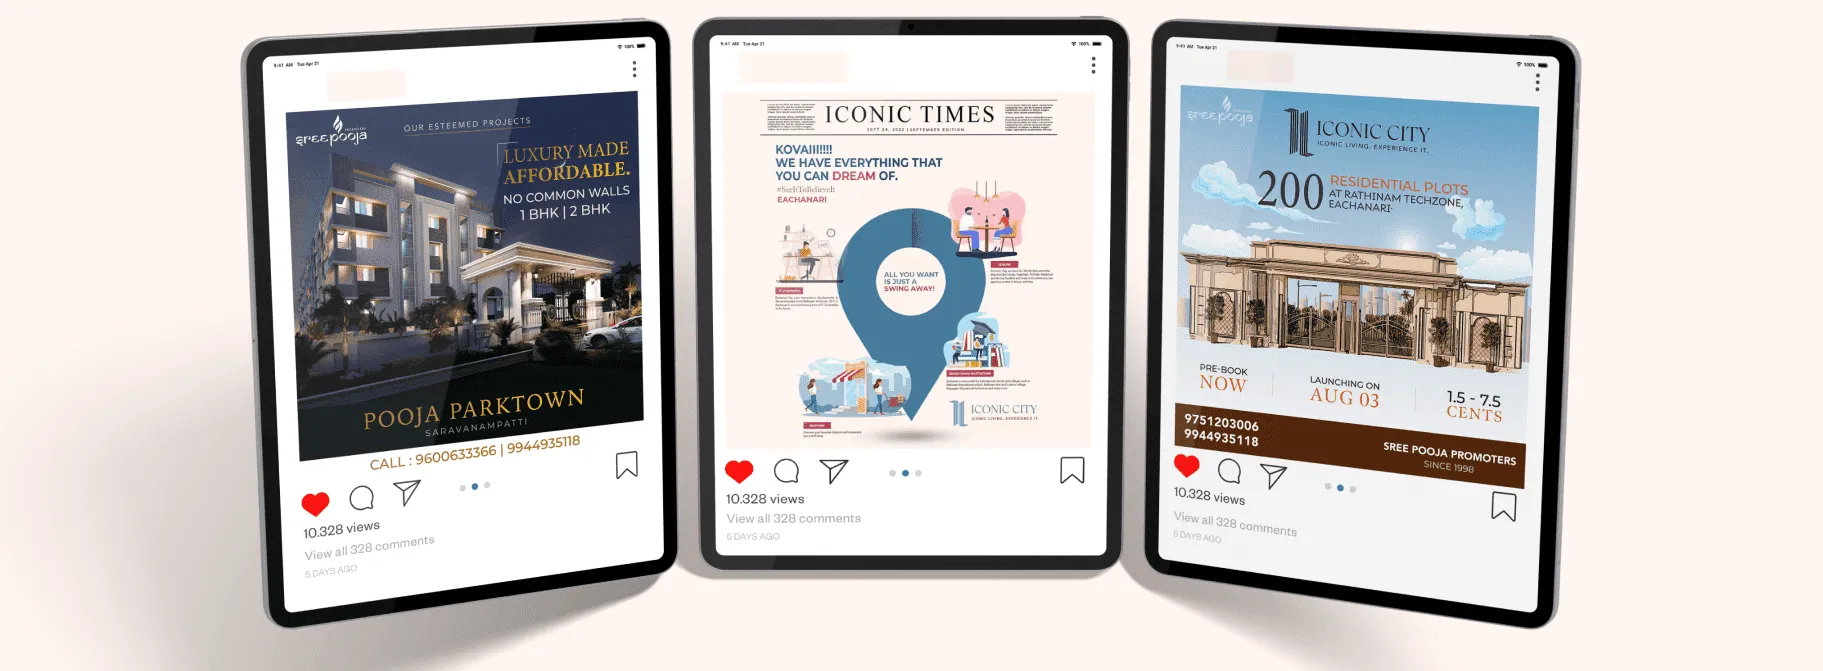 9:41 AM Tue Apr 21
100%
sreepooja
OUR ESTEEMED PROJECTS
LUXURY MADE
AFFORDABLE.
NO COMMON WALLS
1 BHK | 2 BHK
POOJA PARKTOWN
SARAVANAMPATTI
CALL : 9600633366 | 9944935118
10.328 views
View all 328 comments
5 DAYS AGO
9:41 AM Tue Apr 21
100%
ICONIC TIMES
SEPT 24, 2022 | SEPTEMBER EDITION
KOVAIII!!!!
WE HAVE EVERYTHING THAT
YOU CAN DREAM OF.
#SeeItToBelieveIt
EACHANARI
ALL YOU WANT
IS JUST A
SWING AWAY!
ICONIC CITY
ICONIC LIVING. EXPERIENCE IT.
10.328 views
View all 328 comments
5 DAYS AGO
9:41 AM Tue Apr 21
100%
sreepooja
ICONIC CITY
ICONIC LIVING. EXPERIENCE IT.
200 RESIDENTIAL PLOTS
AT RATHINAM TECHZONE,
EACHANARI-
PRE-BOOK
NOW
LAUNCHING ON
AUG 03
1.5 - 7.5
CENTS
9751203006
9944935118
SREE POOJA PROMOTERS
SINCE 1998
10.328 views
View all 328 comments
5 DAYS AGO